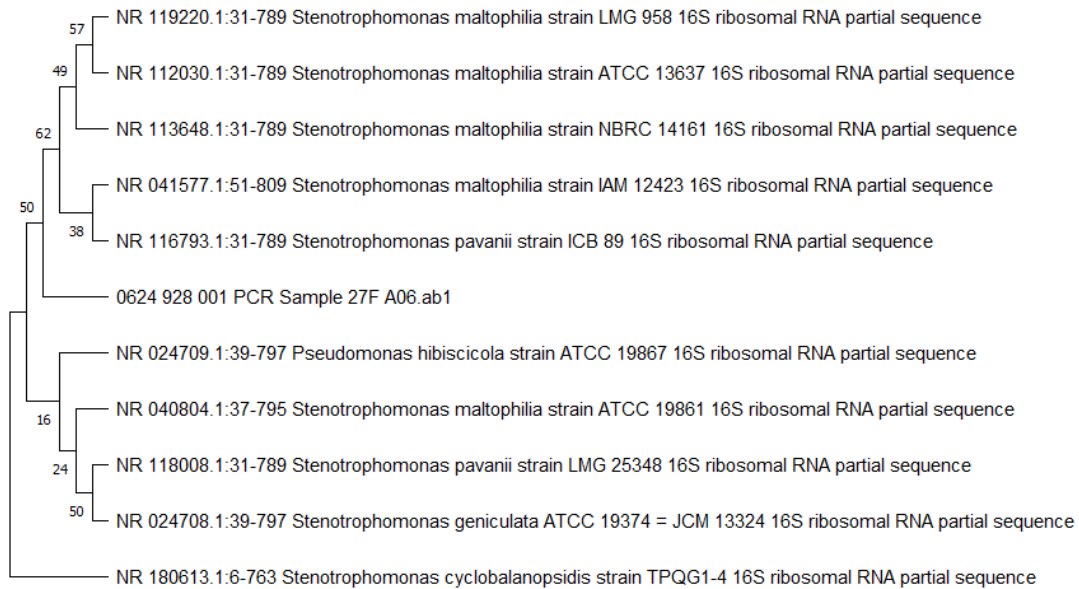 NR 119220.1:31-789 Stenotrophomonas maltophilia strain LMG 958 16S ribosomal RNA partial sequence
57
NR 112030.1:31-789 Stenotrophomonas maltophilia strain ATCC 13637 16S ribosomal RNA partial sequence
49
NR 113648.1:31-789 Stenotrophomonas maltophilia strain NBRC 14161 16S ribosomal RNA partial sequence
62
NR 041577.1:51-809 Stenotrophomonas maltophilia strain IAM 12423 16S ribosomal RNA partial sequence
50
38
NR 116793.1:31-789 Stenotrophomonas pavanii strain ICB 89 16S ribosomal RNA partial sequence
0624 928 001 PCR Sample 27F A06.ab1
NR 024709.1:39-797 Pseudomonas hibiscicola strain ATCC 19867 16S ribosomal RNA partial sequence
16
NR 040804.1:37-795 Stenotrophomonas maltophilia strain ATCC 19861 16S ribosomal RNA partial sequence
24
NR 118008.1:31-789 Stenotrophomonas pavanii strain LMG 25348 16S ribosomal RNA partial sequence
50
NR 024708.1:39-797 Stenotrophomonas geniculata ATCC 19374 = JCM 13324 16S ribosomal RNA partial sequence
NR 180613.1:6-763 Stenotrophomonas cyclobalanopsidis strain TPQG1-4 16S ribosomal RNA partial sequence